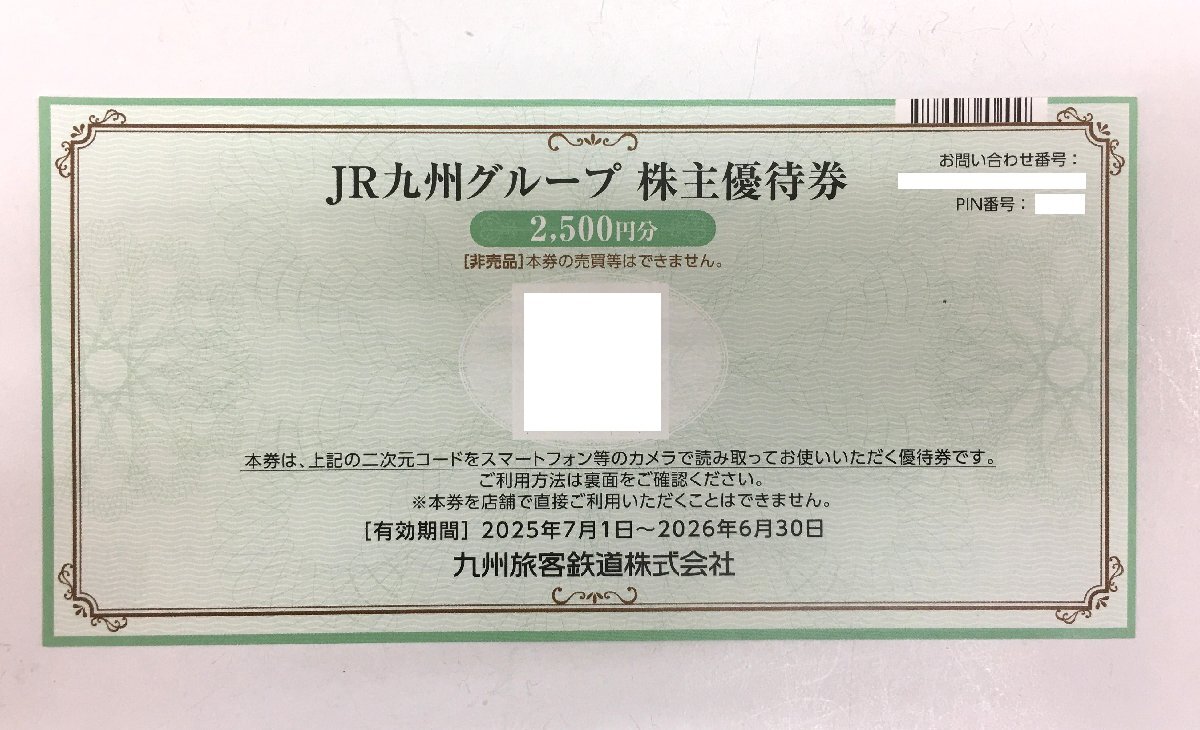 JR九州グループ 株主優待券
2,500円分
[非売品]本券の売買等はできません。
お問い合わせ番号:
PIN番号:
本券は、上記の二次元コードをスマートフォン等のカメラで読み取ってお使いいただく優待券です。
ご利用方法は裏面をご確認ください。
※本券を店舗で直接ご利用いただくことはできません。
[有効期間] 2025年7月1日〜2026年6月30日
九州旅客鉄道株式会社